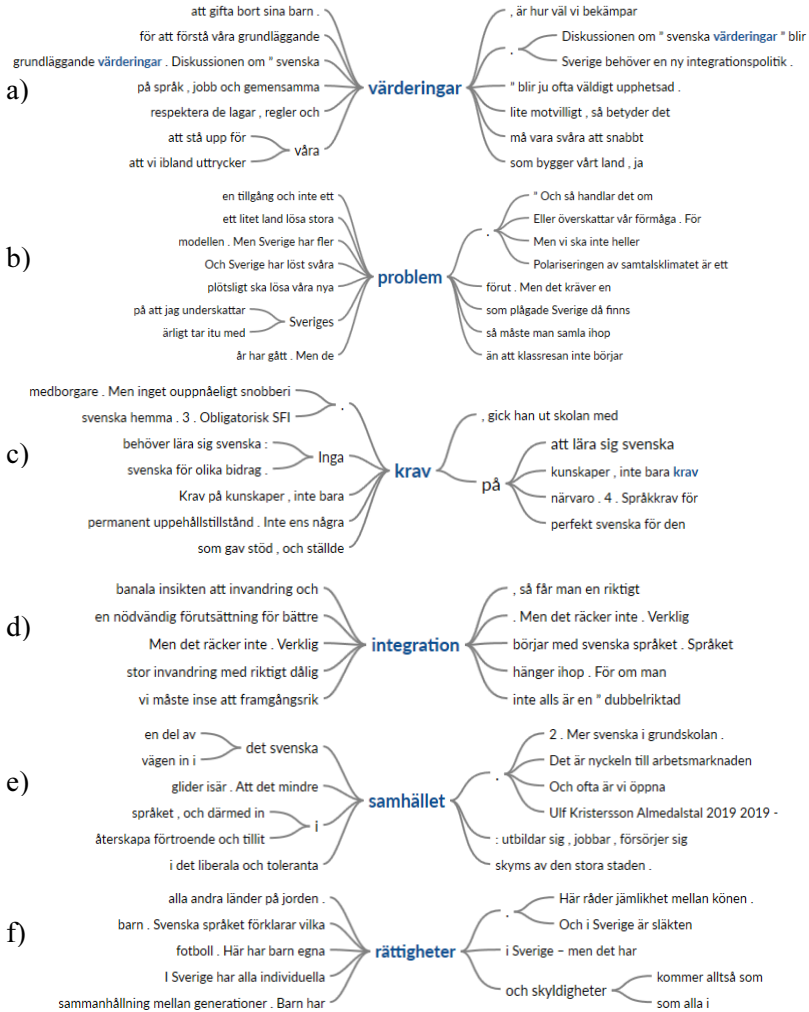 a)
att gifta bort sina barn .
för att förstå våra grundläggande
grundläggande värderingar . Diskussionen om " svenska
på språk , jobb och gemensamma
respektera de lagar , regler och
att stå upp för
att vi ibland uttrycker
våra
värderingar
, är hur väl vi bekämpar
.
Diskussionen om " svenska värderingar " blir
Sverige behöver en ny integrationspolitik .
" blir ju ofta väldigt upphetsad .
lite motvilligt , så betyder det
må vara svåra att snabbt
som bygger vårt land , ja
b)
en tillgång och inte ett
ett litet land lösa stora
modellen . Men Sverige har fler
Och Sverige har löst svåra
plötsligt ska lösa våra nya
på att jag underskattar
ärligt tar itu med
Sveriges
år har gått . Men de
problem
.
" Och så handlar det om
Eller överskattar vår förmåga . För
Men vi ska inte heller
Polariseringen av samtalsklimatet är ett
förut . Men det kräver en
som plågade Sverige då finns
så måste man samla ihop
än att klassresan inte börjar
c)
medborgare . Men inget ouppnåeligt snobberi
svenska hemma . 3 . Obligatorisk SFI
.
behöver lära sig svenska :
svenska för olika bidrag .
Inga
Krav på kunskaper , inte bara
permanent uppehållstillstånd . Inte ens några
som gav stöd , och ställde
krav
, gick han ut skolan med
på
att lära sig svenska
kunskaper , inte bara krav
närvaro . 4 . Språkkrav för
perfekt svenska för den
d)
banala insikten att invandring och
en nödvändig förutsättning för bättre
Men det räcker inte . Verklig
stor invandring med riktigt dålig
vi måste inse att framgångsrik
integration
, så får man en riktigt
. Men det räcker inte . Verklig
börjar med svenska språket . Språket
hänger ihop . För om man
inte alls är en " dubbelriktad
e)
en del av
vägen in i
det svenska
glider isär . Att det mindre
språket , och därmed in
återskapa förtroende och tillit
i
i det liberala och toleranta
samhället
.
2 . Mer svenska i grundskolan .
Det är nyckeln till arbetsmarknaden
Och ofta är vi öppna
Ulf Kristersson Almedalstal 2019 2019 -
: utbildar sig , jobbar , försörjer sig
skyms av den stora staden .
f)
alla andra länder på jorden .
barn . Svenska språket förklarar vilka
fotboll . Här har barn egna
I Sverige har alla individuella
sammanhållning mellan generationer . Barn har
rättigheter
.
Här råder jämlikhet mellan könen .
Och i Sverige är släkten
i Sverige – men det har
och skyldigheter
kommer alltså som
som alla i